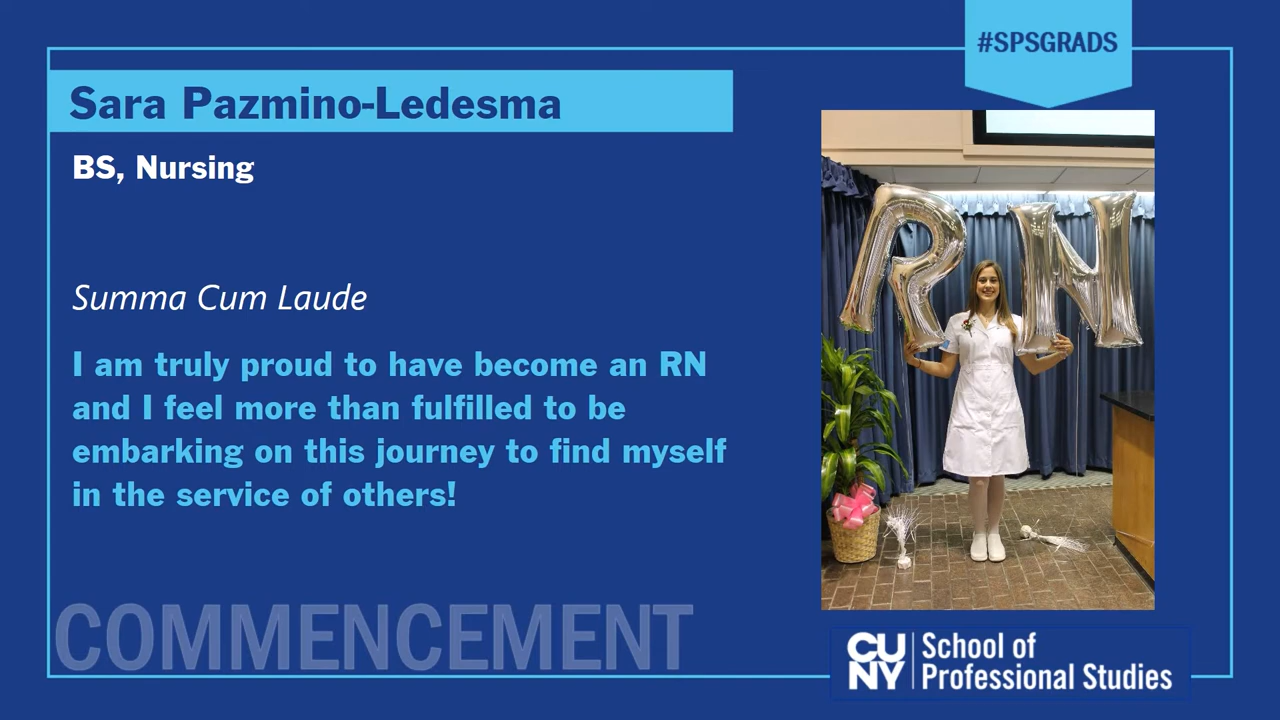 #SPSGRADS
Sara Pazmino-Ledesma
BS, Nursing
Summa Cum Laude
I am truly proud to have become an RN
and I feel more than fulfilled to be
embarking on this journey to find myself
in the service of others!
RN
COMMENCEMENT
CU
NY
School of
Professional Studies